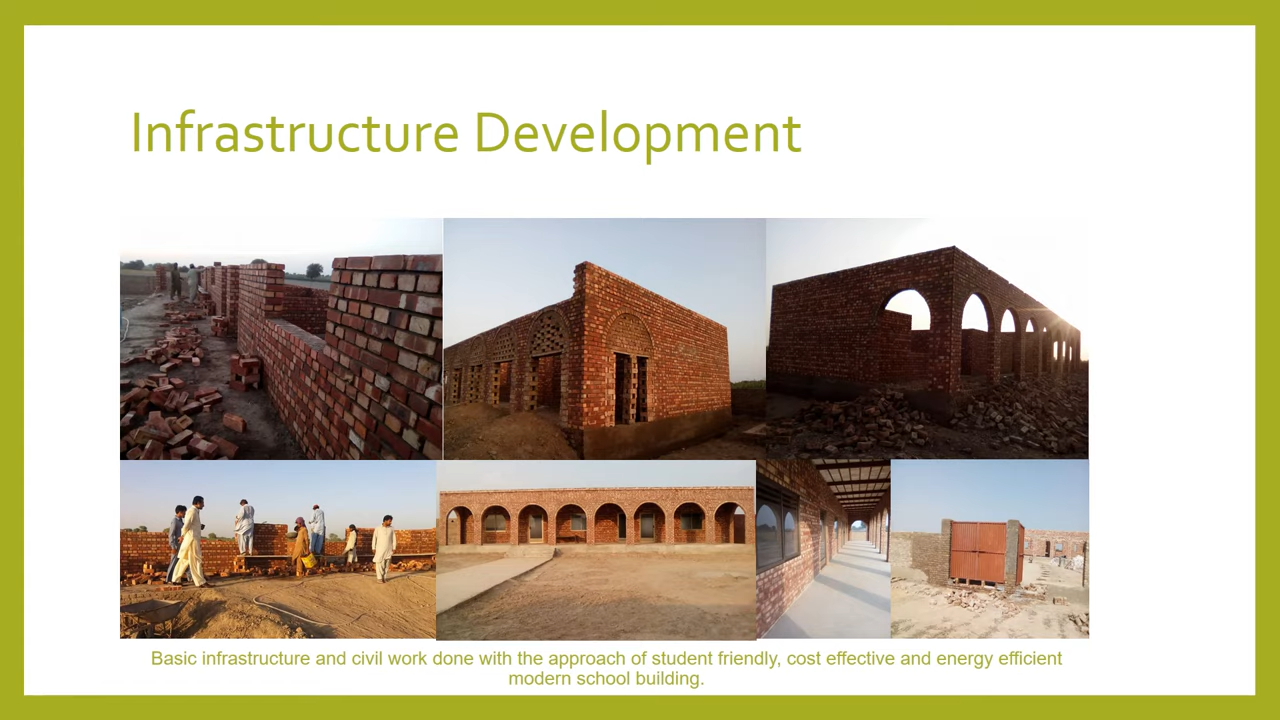 Infrastructure Development
Basic infrastructure and civil work done with the approach of student friendly, cost effective and energy efficient
modern school building.